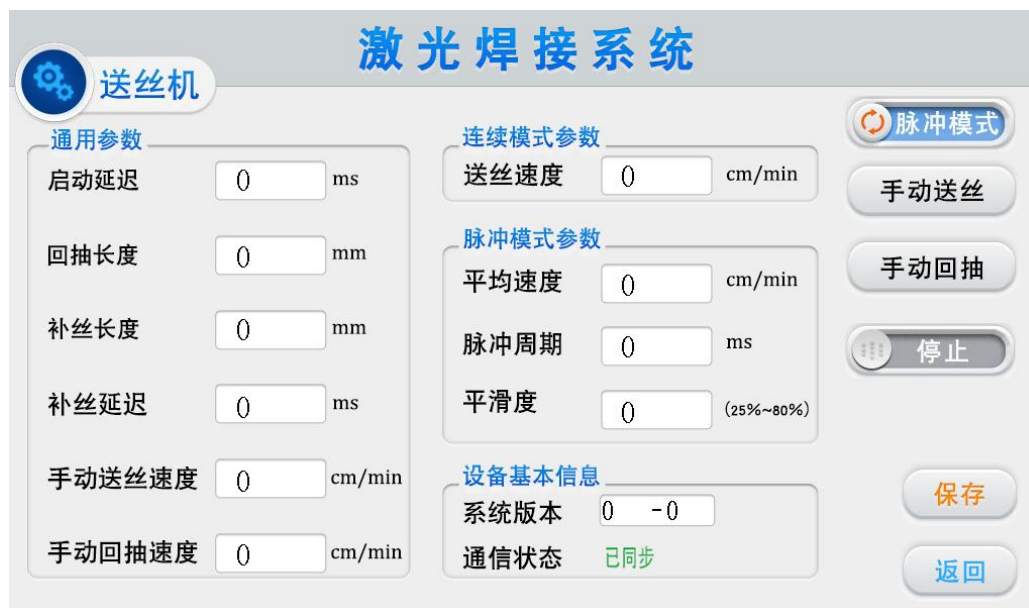 激光焊接系统
送丝机
通用参数
启动延迟 0 ms
回抽长度 0 mm
补丝长度 0 mm
补丝延迟 0 ms
手动送丝速度 0 cm/min
手动回抽速度 0 cm/min
连续模式参数
送丝速度 0 cm/min
脉冲模式参数
平均速度 0 cm/min
脉冲周期 0 ms
平滑度 0 (25%~80%)
设备基本信息
系统版本 0 -0
通信状态 已同步
脉冲模式
手动送丝
手动回抽
停止
保存
返回